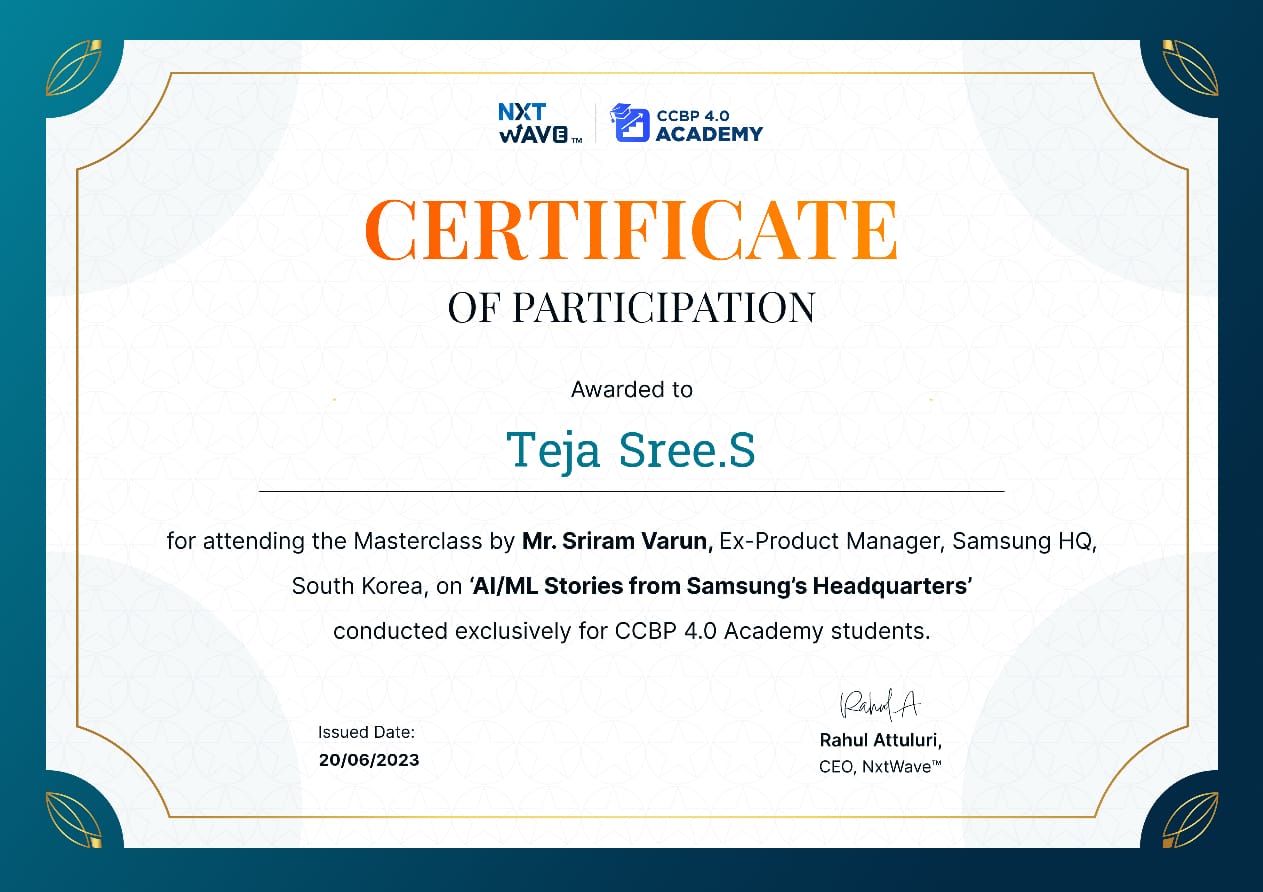 NXT
WAVE™
CCBP 4.0
ACADEMY
CERTIFICATE
OF PARTICIPATION
Awarded to
Teja Sree.S
for attending the Masterclass by Mr. Sriram Varun, Ex-Product Manager, Samsung HQ,
South Korea, on ‘AI/ML Stories from Samsung’s Headquarters’
conducted exclusively for CCBP 4.0 Academy students.
Issued Date:
20/06/2023
Rahul A
Rahul Attuluri,
CEO, NxtWave™